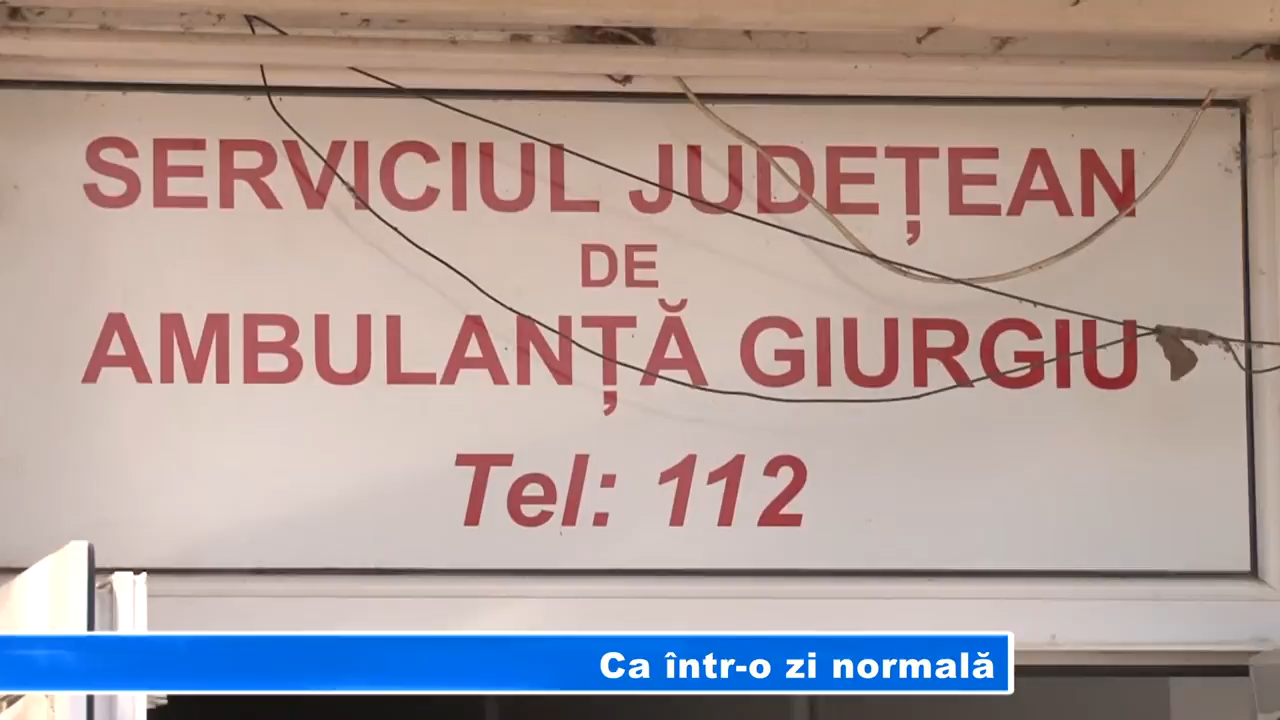 SERVICIUL JUDEȚEAN
DE
AMBULANȚĂ GIURGIU
Tel: 112
Ca într-o zi normală